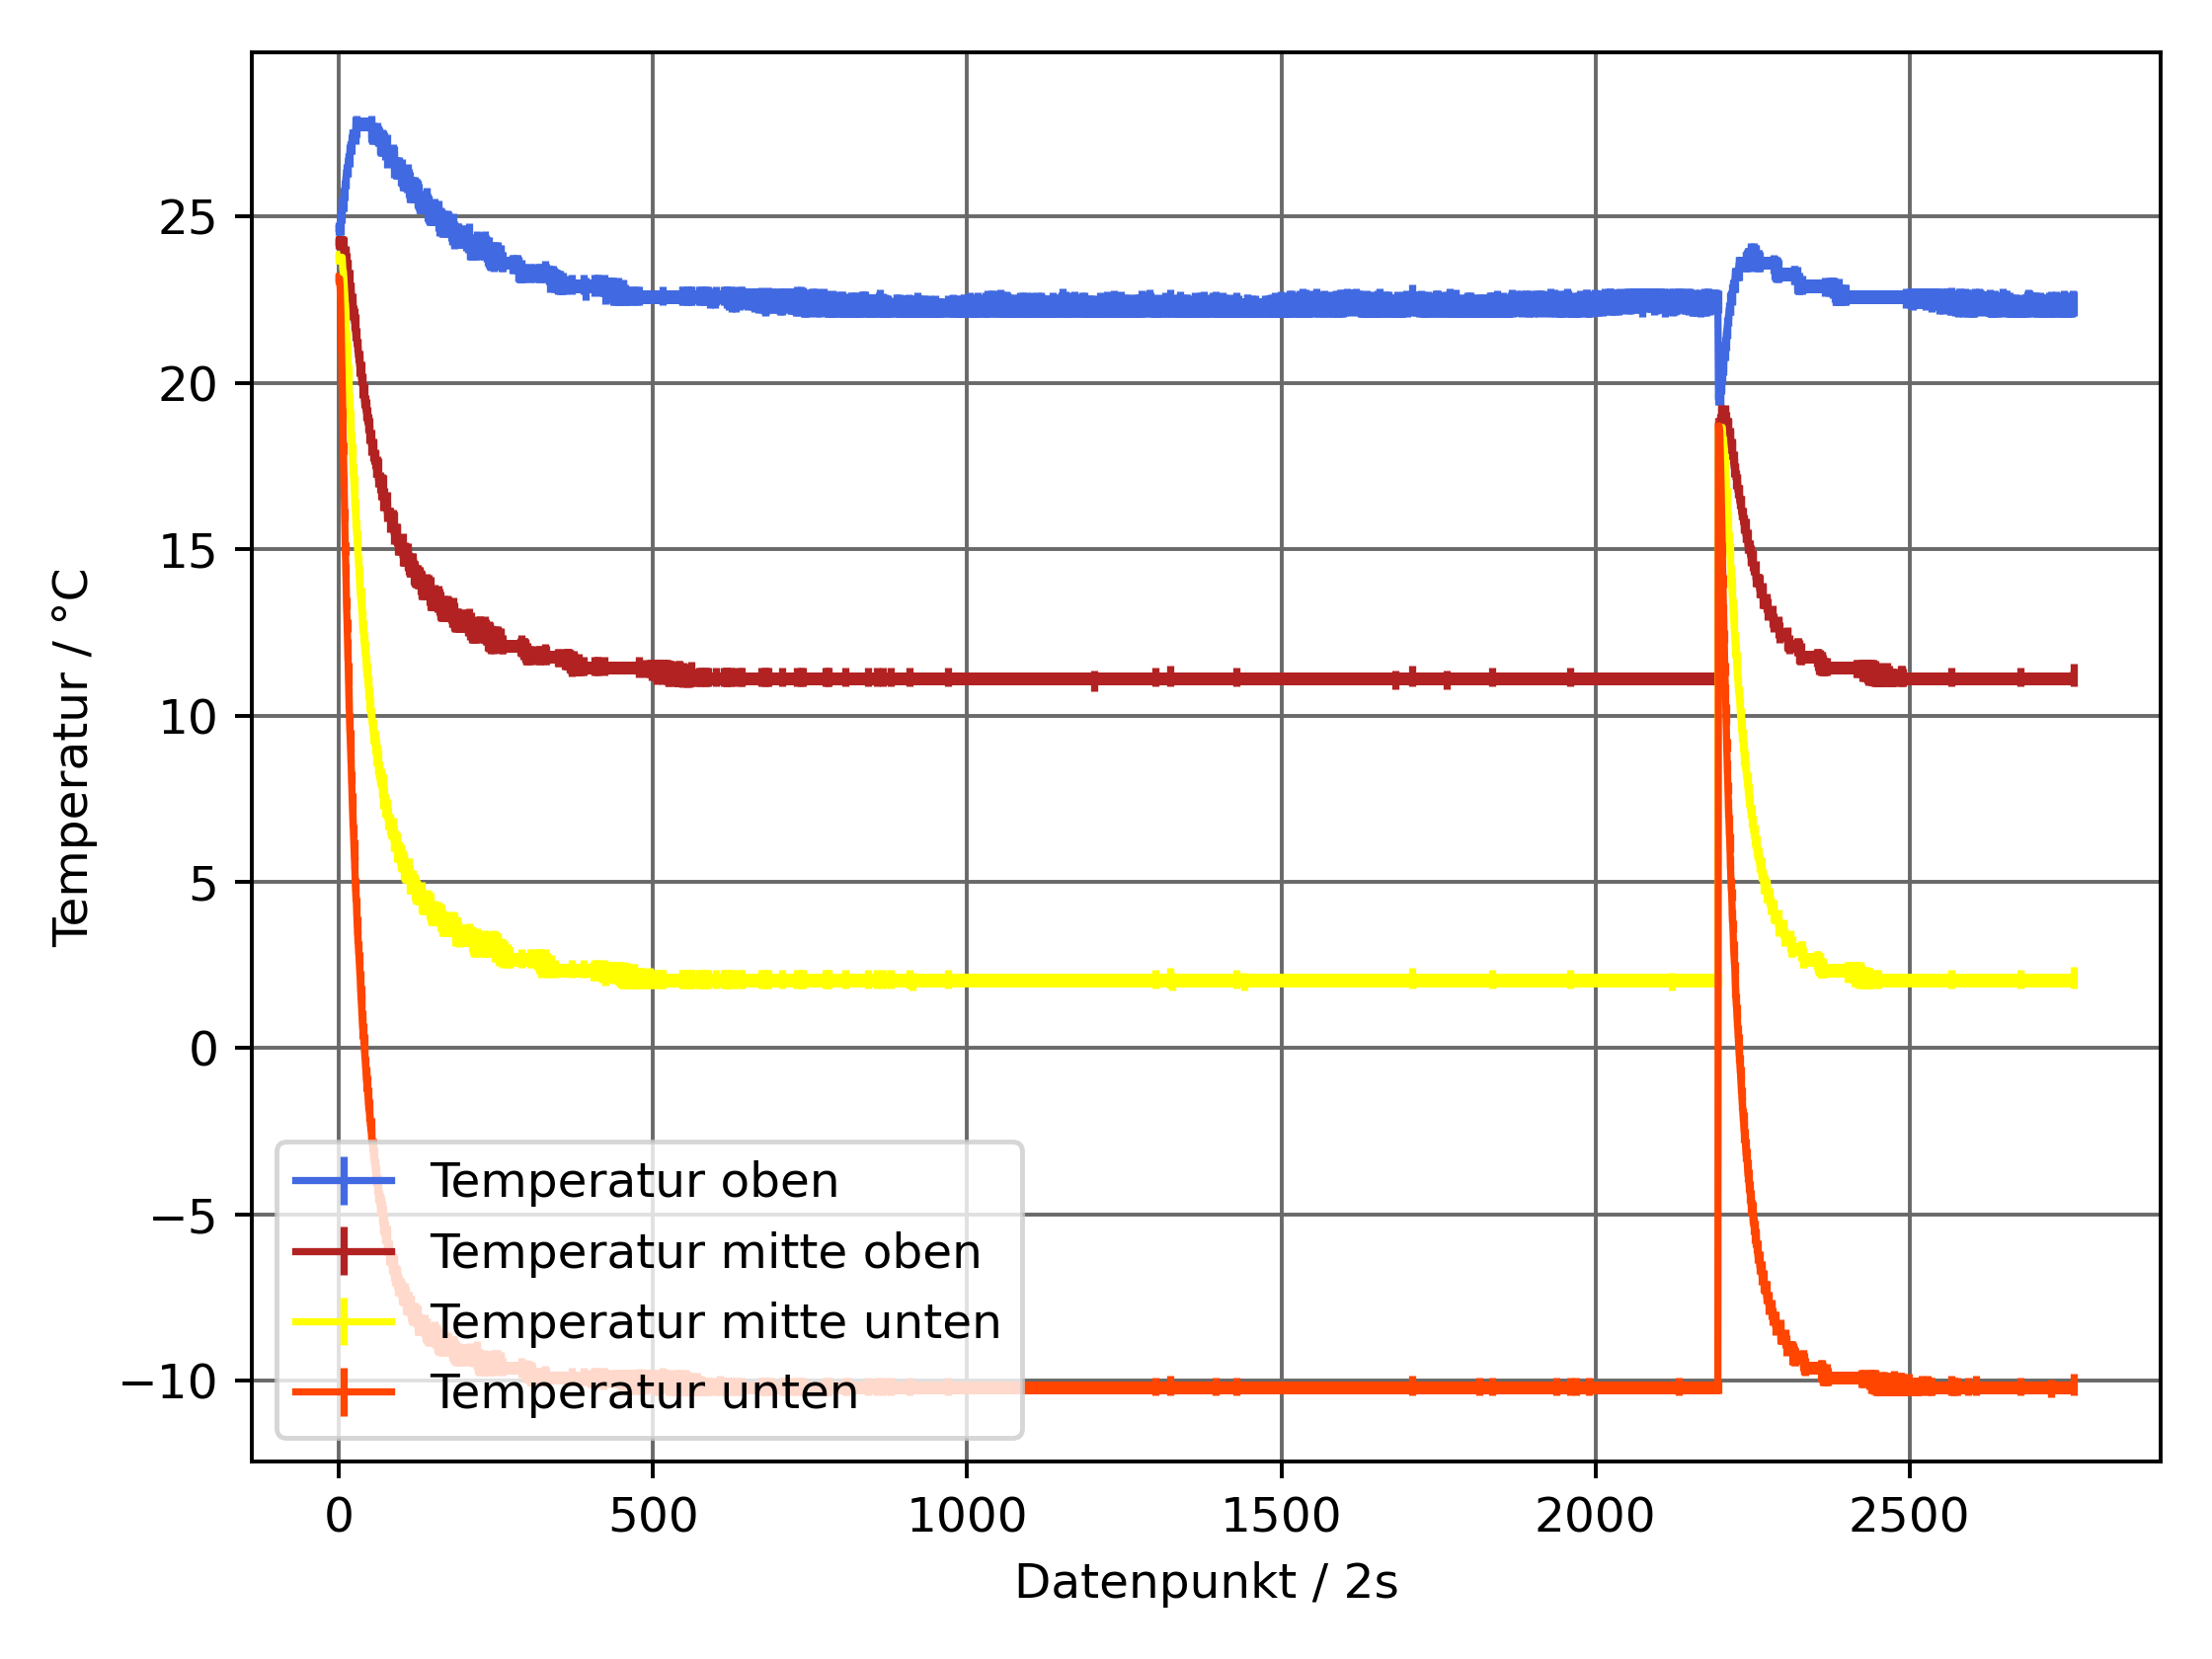 Temperatur / °C
25
20
15
10
5
0
−5
−10
Temperatur oben
Temperatur mitte oben
Temperatur mitte unten
Temperatur unten
0 500 1000 1500 2000 2500
Datenpunkt / 2s